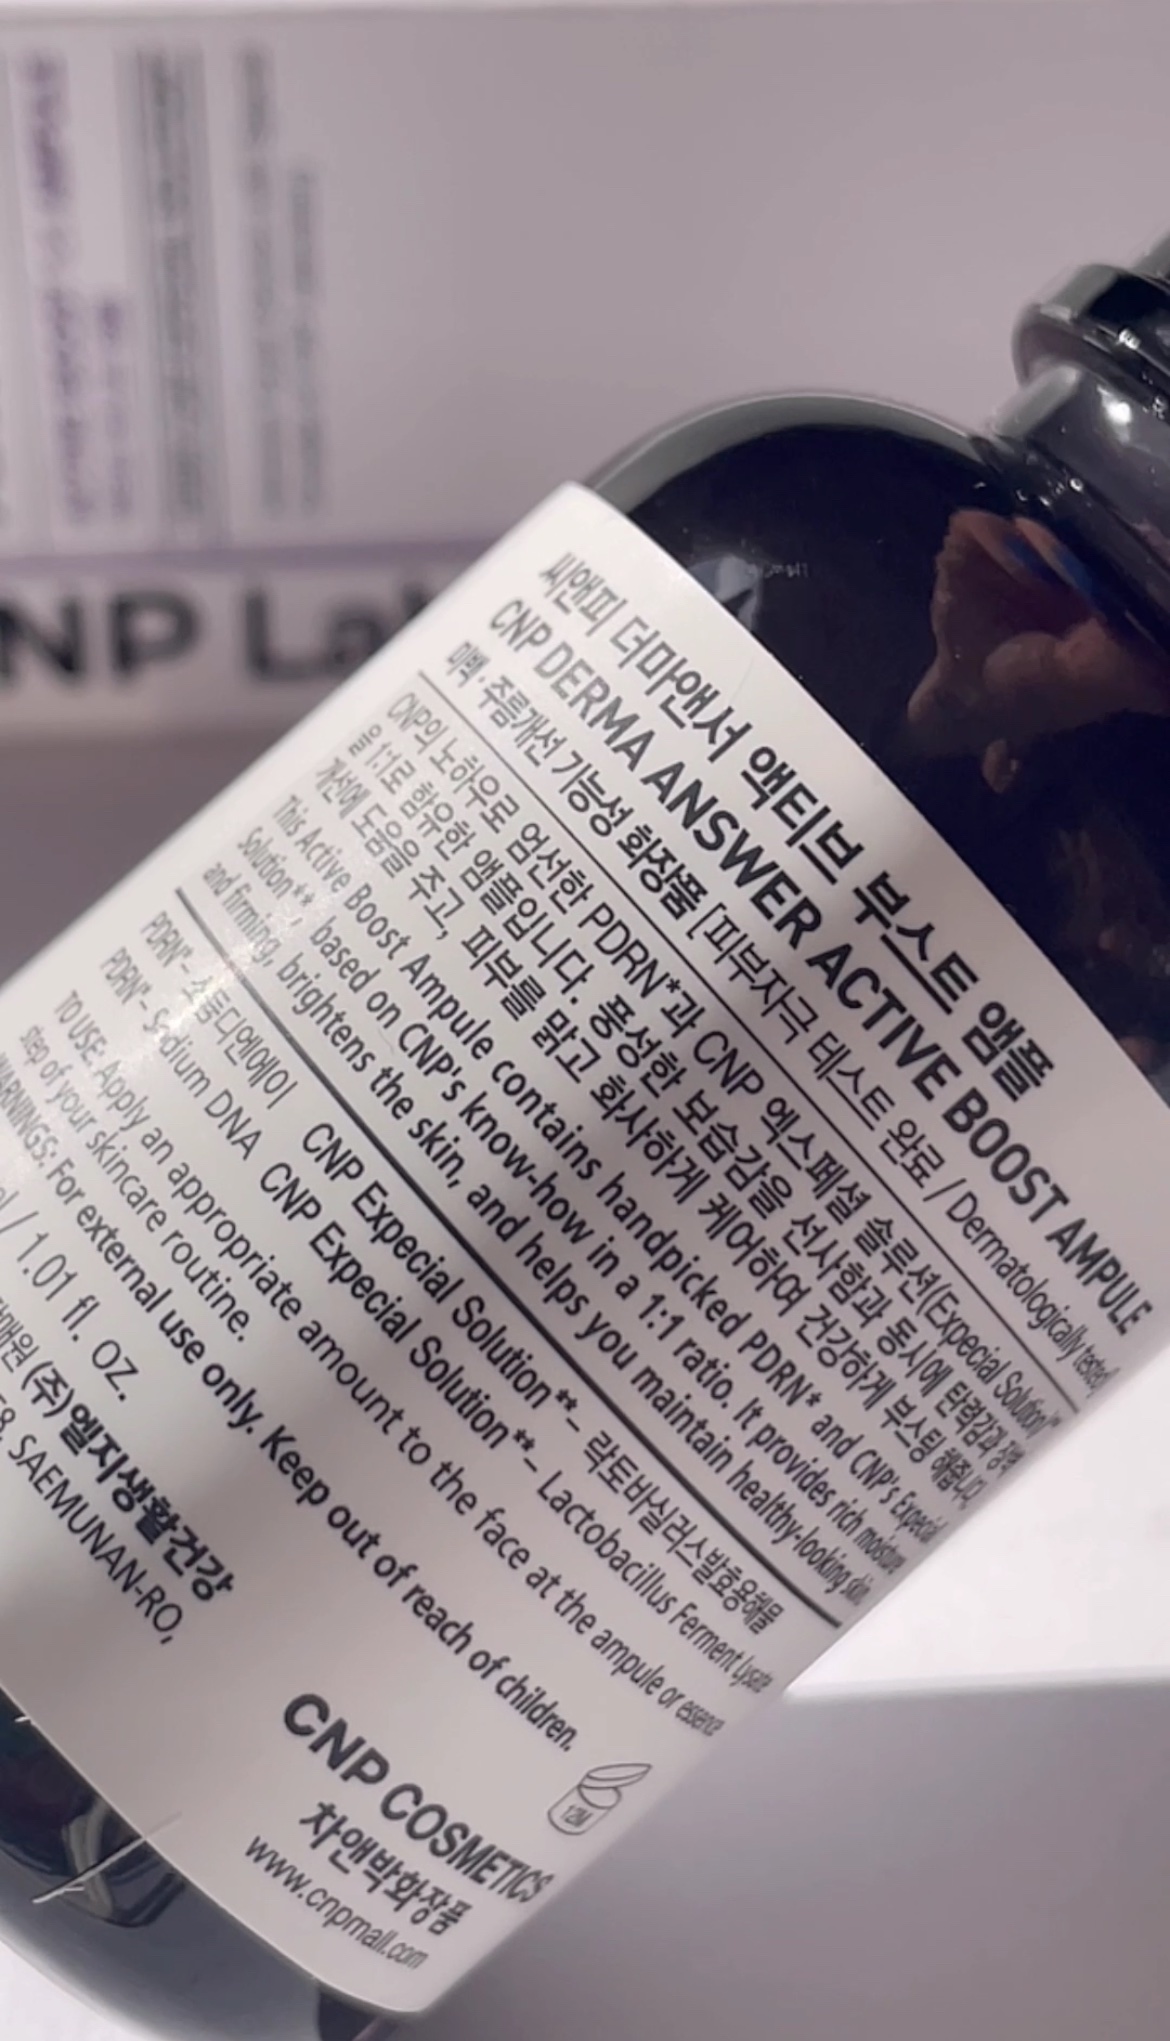 씨앤피 더마앤서 액티브 부스트 앰플
CNP DERMA ANSWER ACTIVE BOOST AMPULE
미백·주름개선 기능성 화장품 [피부자극 테스트 완료 / Dermatologically tested]
CNP의 노하우로 엄선한 PDRN*과 CNP 엑스페셜 솔루션(Expecial Solution)**
을 1:1로 함유한 앰플입니다. 풍성한 보습감을 선사함과 동시에 탄력감과
개선에 도움을 주고, 피부를 맑고 화사하게 케어하여 건강하게 부스팅 해줍니다
This Active Boost Ampule contains handpicked PDRN* and CNP's Expecial
Solution**, based on CNP's know-how in a 1:1 ratio. It provides rich moisture
and firming, brightens the skin, and helps you maintain healthy-looking skin.
PDRN*- 소듐디엔에이 CNP Expecial Solution**- 락토바실러스발효용해물
PDRN*- Sodium DNA CNP Expecial Solution**- Lactobacillus Ferment Lysate
TO USE: Apply an appropriate amount to the face at the ampule or essence
step of your skincare routine.
WARNINGS: For external use only. Keep out of reach of children.
/ 1.01 fl. oz.
(주)엘지생활건강
58, SAEMUNAN-RO,
12M
CNP COSMETICS
차앤박화장품
www.cnpmall.com
NP La